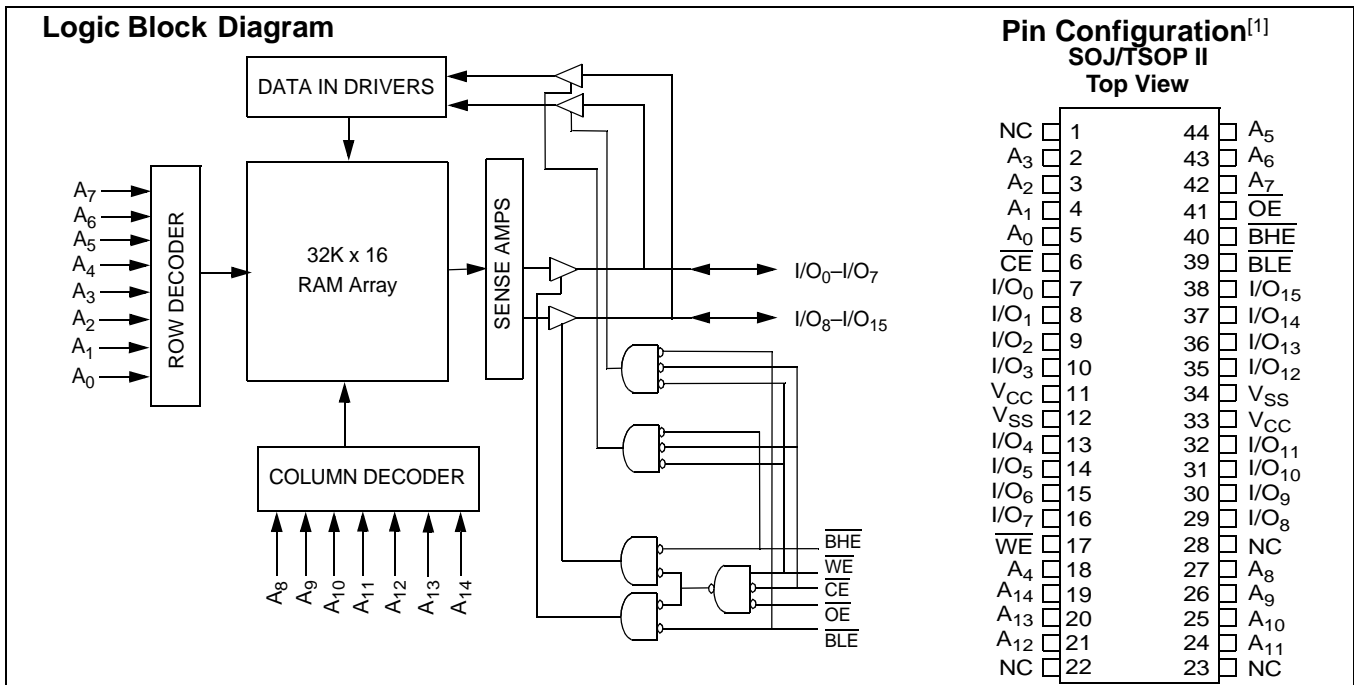 Logic Block Diagram
DATA IN DRIVERS
A7
A6
A5
A4
A3
A2
A1
A0
ROW DECODER
32K x 16
RAM Array
SENSE AMPS
I/O0–I/O7
I/O8–I/O15
COLUMN DECODER
A8
A9
A10
A11
A12
A13
A14
BHE
WE
CE
OE
BLE
Pin Configuration[1]
SOJ/TSOP II
Top View
NC 1 44 A5
A3 2 43 A6
A2 3 42 A7
A1 4 41 OE
A0 5 40 BHE
CE 6 39 BLE
I/O0 7 38 I/O15
I/O1 8 37 I/O14
I/O2 9 36 I/O13
I/O3 10 35 I/O12
VCC 11 34 VSS
VSS 12 33 VCC
I/O4 13 32 I/O11
I/O5 14 31 I/O10
I/O6 15 30 I/O9
I/O7 16 29 I/O8
WE 17 28 NC
A4 18 27 A8
A14 19 26 A9
A13 20 25 A10
A12 21 24 A11
NC 22 23 NC